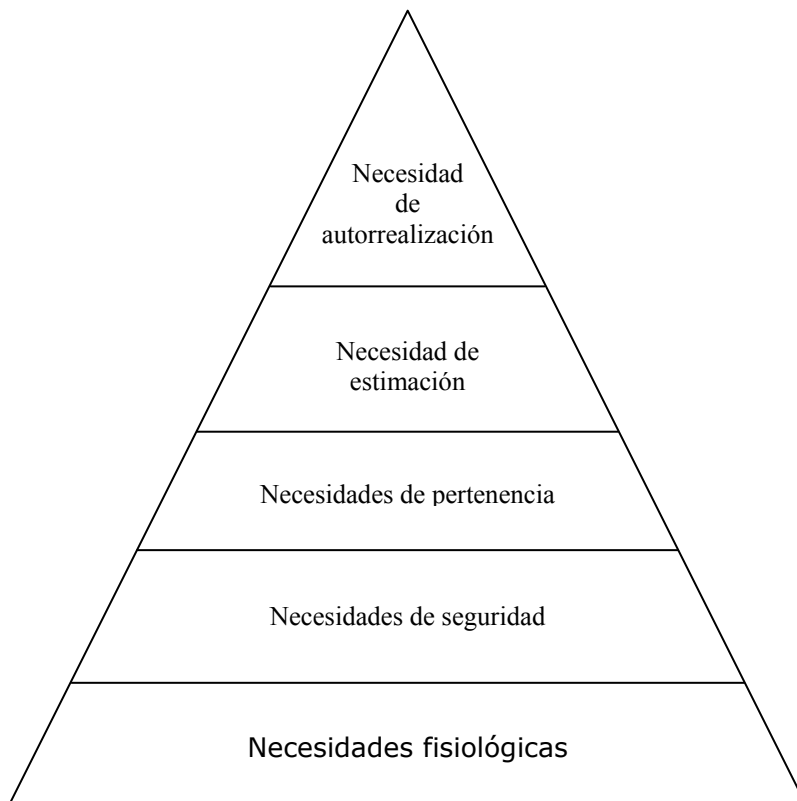 Necesidad
de
autorrealización
Necesidad de
estimación
Necesidades de pertenencia
Necesidades de seguridad
Necesidades fisiológicas